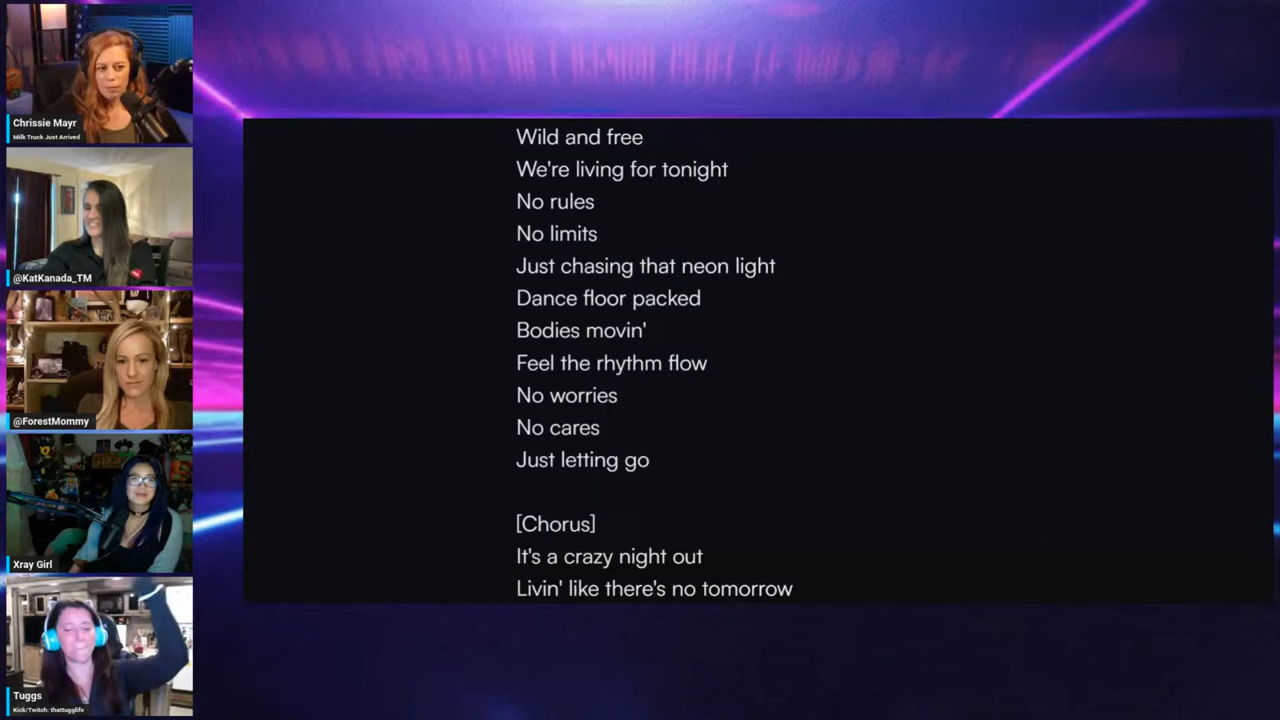 Chrissie Mayr
Milk Truck Just Arrived
@KatKanada_TM
@ForestMommy
Xray Girl
Tuggs
Kick/Twitch: thattugglife
Wild and free
We're living for tonight
No rules
No limits
Just chasing that neon light
Dance floor packed
Bodies movin'
Feel the rhythm flow
No worries
No cares
Just letting go
[Chorus]
It's a crazy night out
Livin' like there's no tomorrow